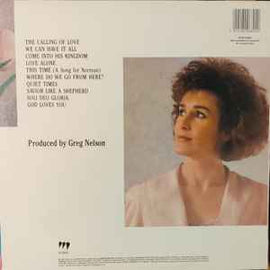 THE CALLING OF LOVE
WE CAN HAVE IT ALL
COME INTO HIS KINGDOM
LOVE ALONE
THIS TIME (A Song for Norman)
WHERE DO WE GO FROM HERE?
QUIET TIMES
SAVIOR LIKE A SHEPHERD
SOLI DEO GLORIA
GOD LOVES YOU
Produced by Greg Nelson